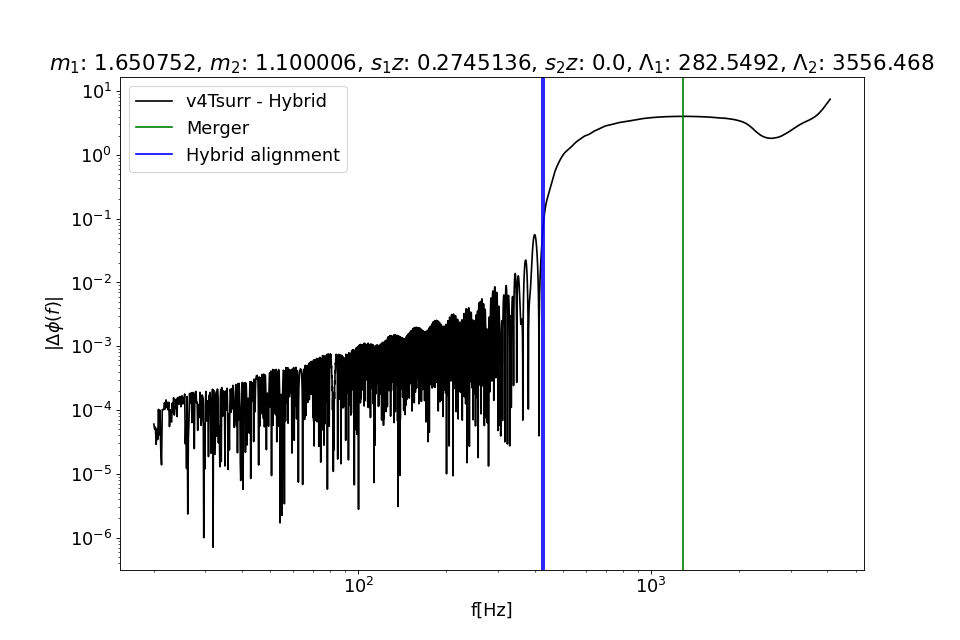 m₁: 1.650752, m₂: 1.100006, s₁z: 0.2745136, s₂z: 0.0, Λ₁: 282.5492, Λ₂: 3556.468
v4Tsurr - Hybrid
Merger
Hybrid alignment
10¹
10⁰
10⁻¹
10⁻²
10⁻³
10⁻⁴
10⁻⁵
10⁻⁶
|Δϕ(f)|
10² 10³
f[Hz]